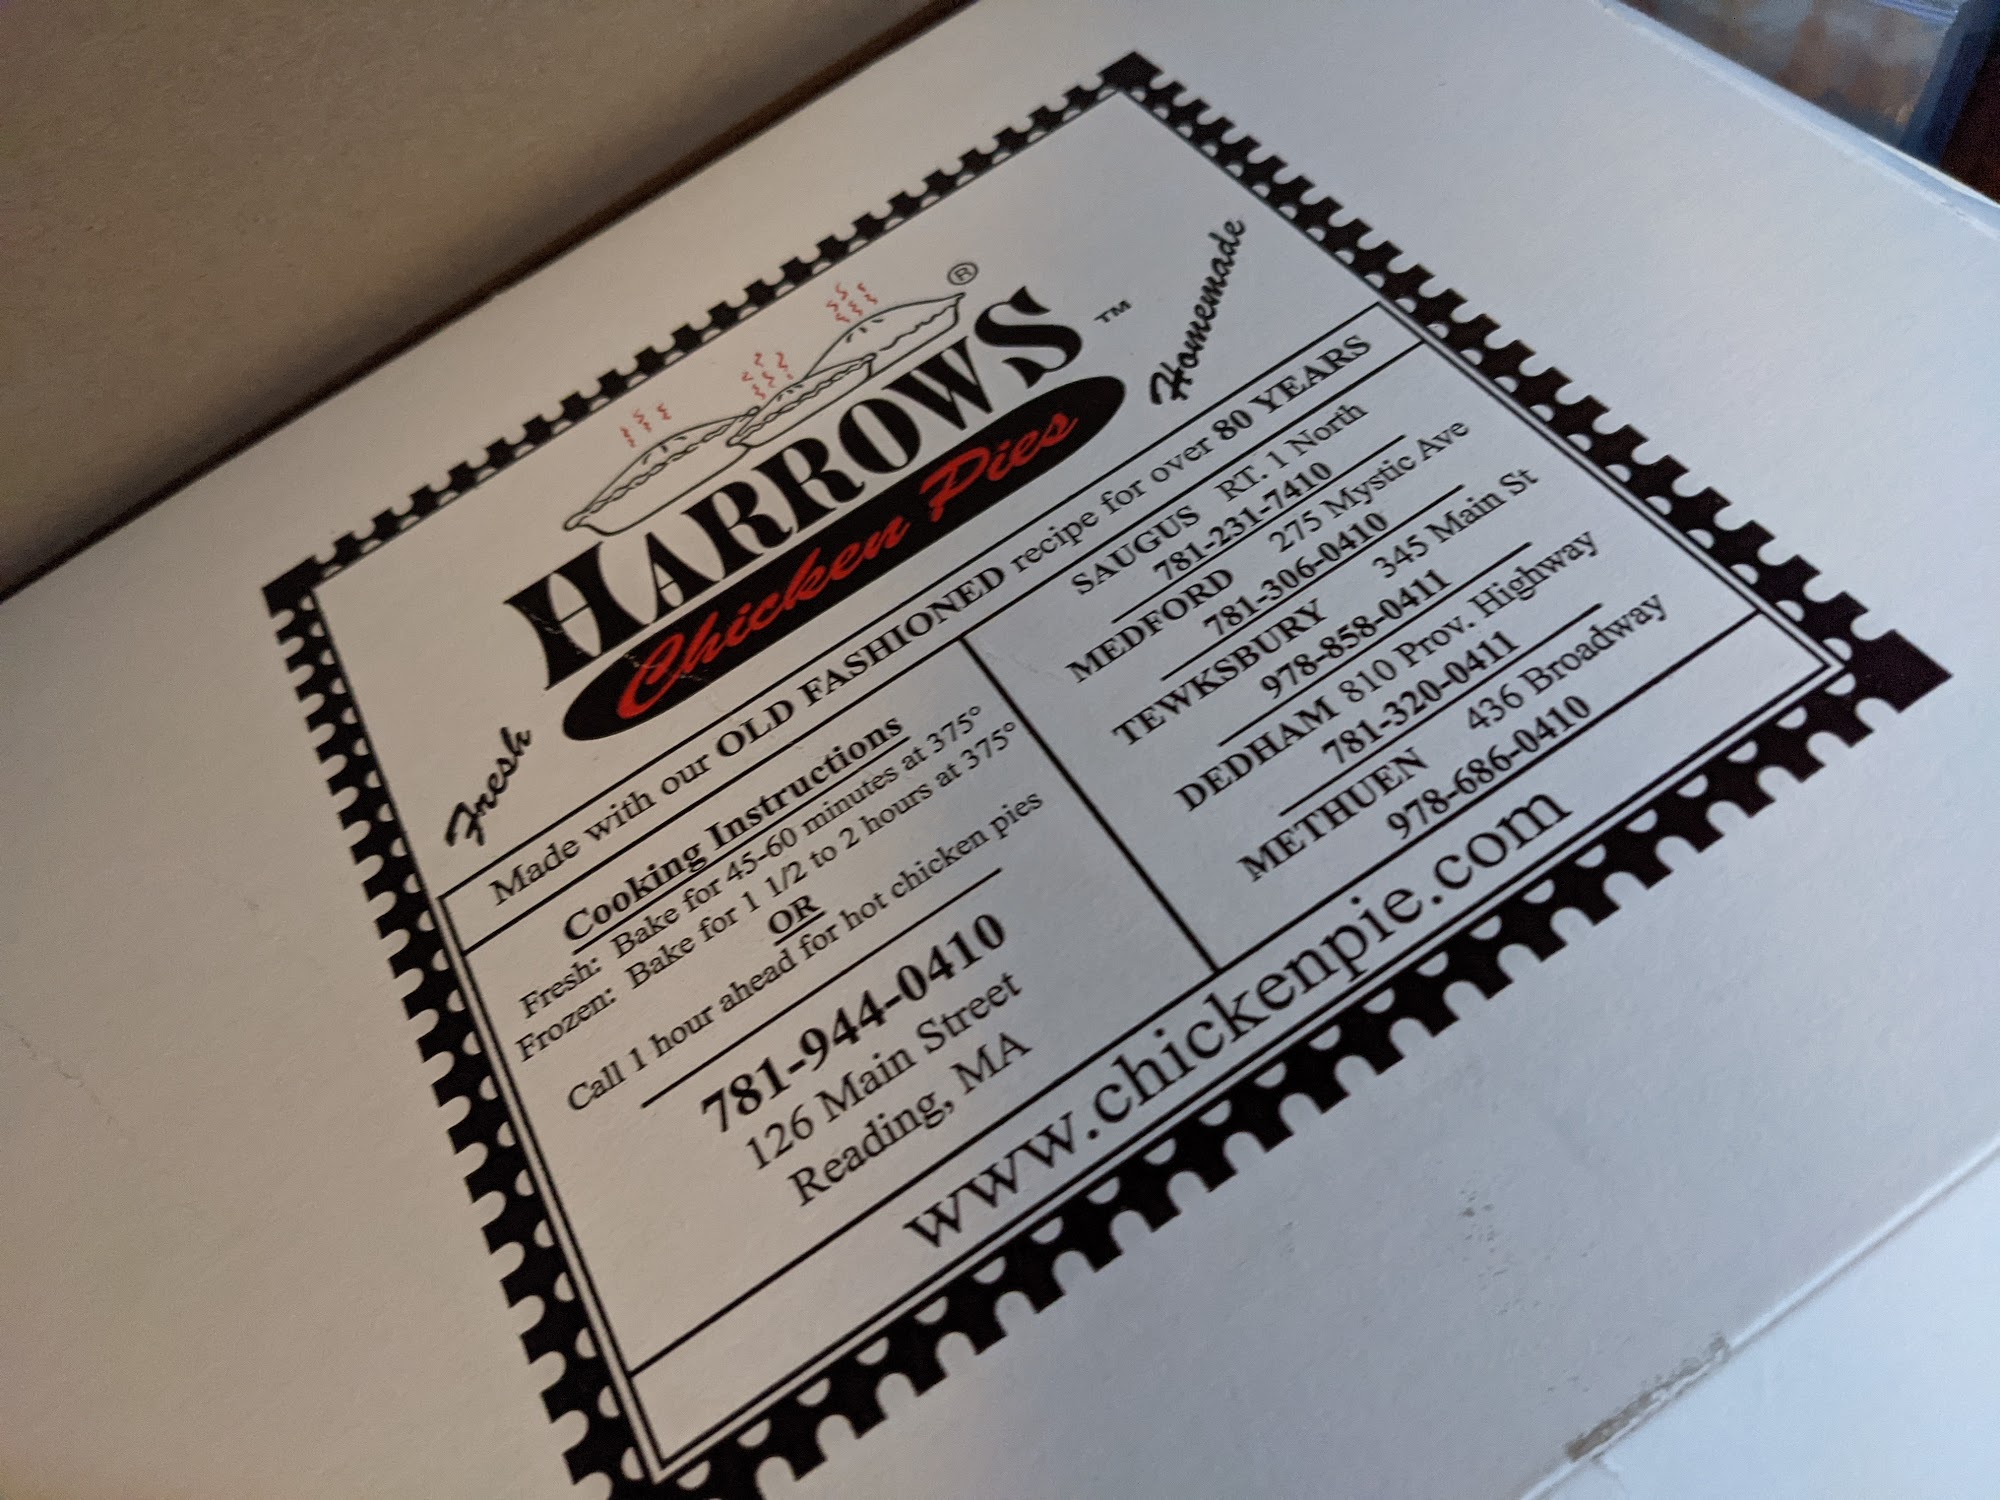 ®
HARROWS ™
Chicken Pies
Fresh
Homemade
Made with our OLD FASHIONED recipe for over 80 YEARS
Cooking Instructions
Fresh: Bake for 45-60 minutes at 375°
Frozen: Bake for 1 1/2 to 2 hours at 375°
OR
Call 1 hour ahead for hot chicken pies
781-944-0410
126 Main Street
Reading, MA
SAUGUS RT. 1 North
781-231-7410
MEDFORD 275 Mystic Ave
781-306-0410
TEWKSBURY 345 Main St
978-858-0411
DEDHAM 810 Prov. Highway
781-320-0411
METHUEN 436 Broadway
978-686-0410
www.chickenpie.com